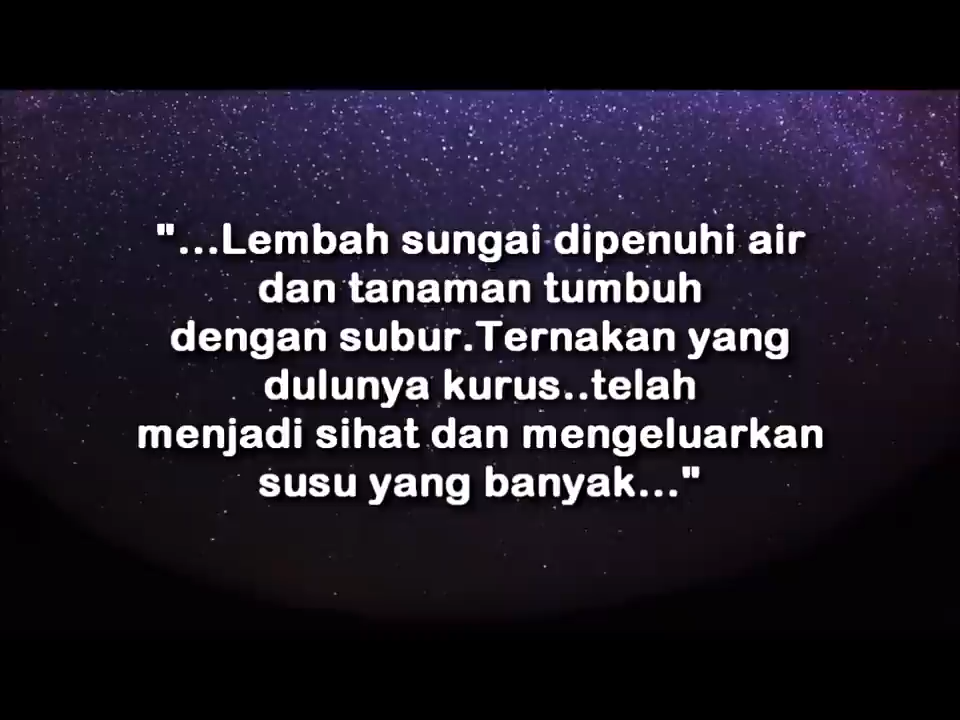 "...Lembah sungai dipenuhi air
dan tanaman tumbuh
dengan subur.Ternakan yang
dulunya kurus..telah
menjadi sihat dan mengeluarkan
susu yang banyak..."